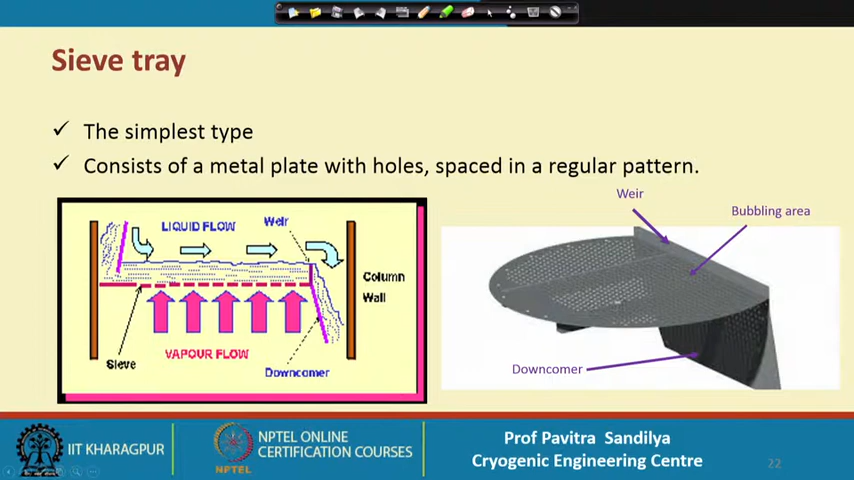 Sieve tray
✓ The simplest type
✓ Consists of a metal plate with holes, spaced in a regular pattern.
LIQUID FLOW
Weir
Column
Wall
Sieve
VAPOUR FLOW
Downcomer
Weir
Bubbling area
Downcomer
IIT KHARAGPUR
NPTEL
NPTEL ONLINE
CERTIFICATION COURSES
Prof Pavitra Sandilya
Cryogenic Engineering Centre
22